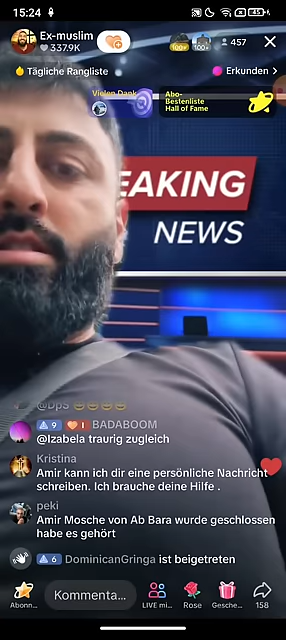 15:24
45
Ex-muslim
337.9K
100+
100+
457
Tägliche Rangliste
Erkunden >
Vielen Dank
Abo-
Bestenliste
Hall of Fame
EAKING
NEWS
@DpS
9
I
BADABOOM
@Izabela traurig zugleich
Kristina
Amir kann ich dir eine persönliche Nachricht
schreiben. Ich brauche deine Hilfe .
peki
Amir Mosche von Ab Bara wurde geschlossen
habe es gehört
6
DominicanGringa ist beigetreten
Abonn...
Kommenta...
LIVE mi...
Rose
Gesche...
158